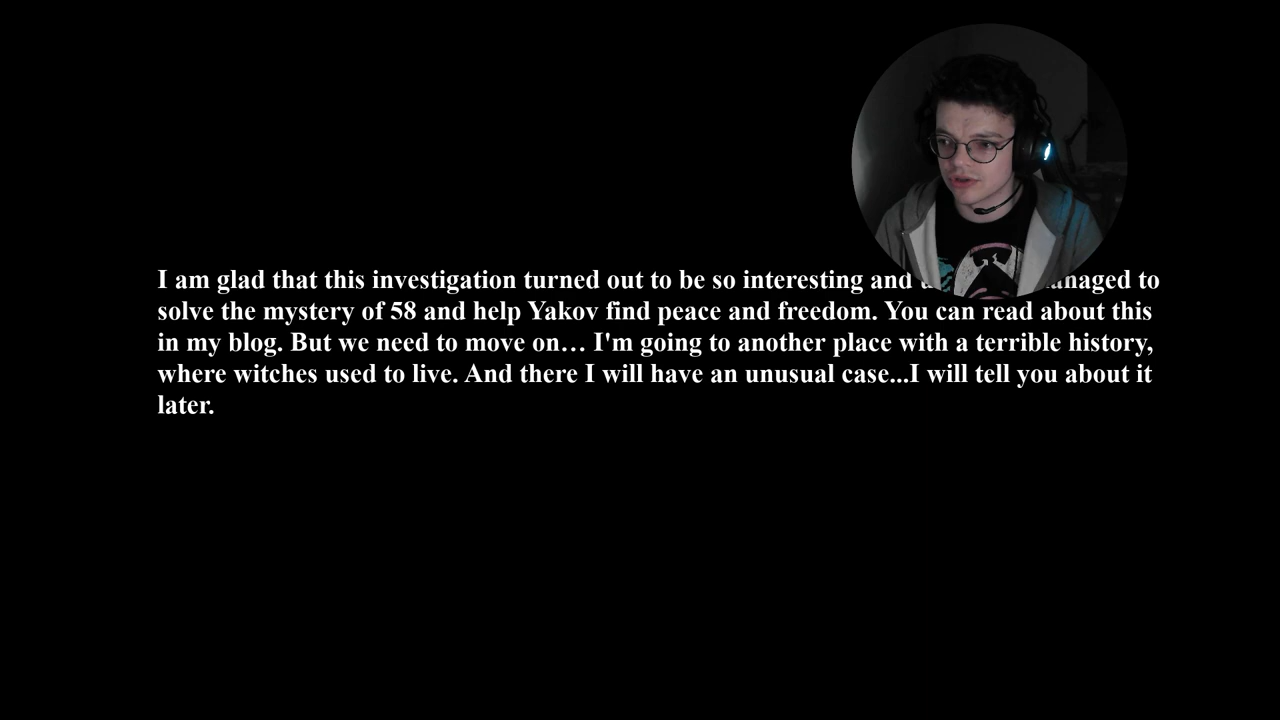 I am glad that this investigation turned out to be so interesting and to
solve the mystery of 58 and help Yakov find peace and freedom. You can read about this
in my blog. But we need to move on… I'm going to another place with a terrible history,
where witches used to live. And there I will have an unusual case...I will tell you about it
later.